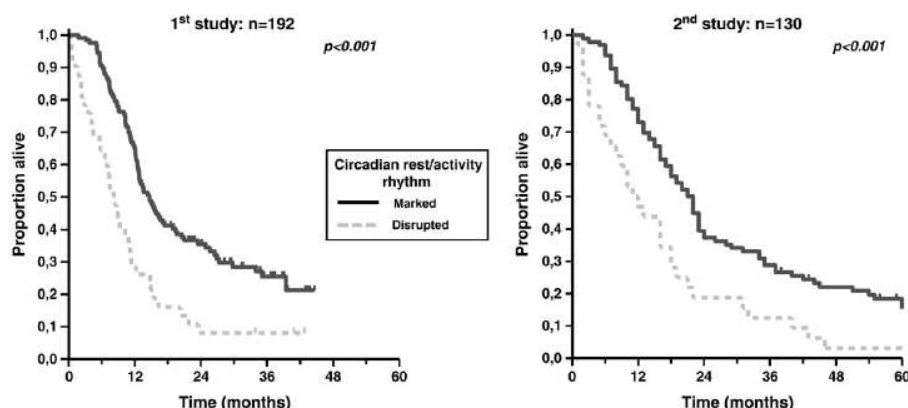 1st study: n=192
p<0.001
Proportion alive
1,0
0,9
0,8
0,7
0,6
0,5
0,4
0,3
0,2
0,1
0,0
0 12 24 36 48 60
Time (months)
Circadian rest/activity
rhythm
Marked
Disrupted
2nd study: n=130
p<0.001
Proportion alive
1,0
0,9
0,8
0,7
0,6
0,5
0,4
0,3
0,2
0,1
0,0
0 12 24 36 48 60
Time (months)